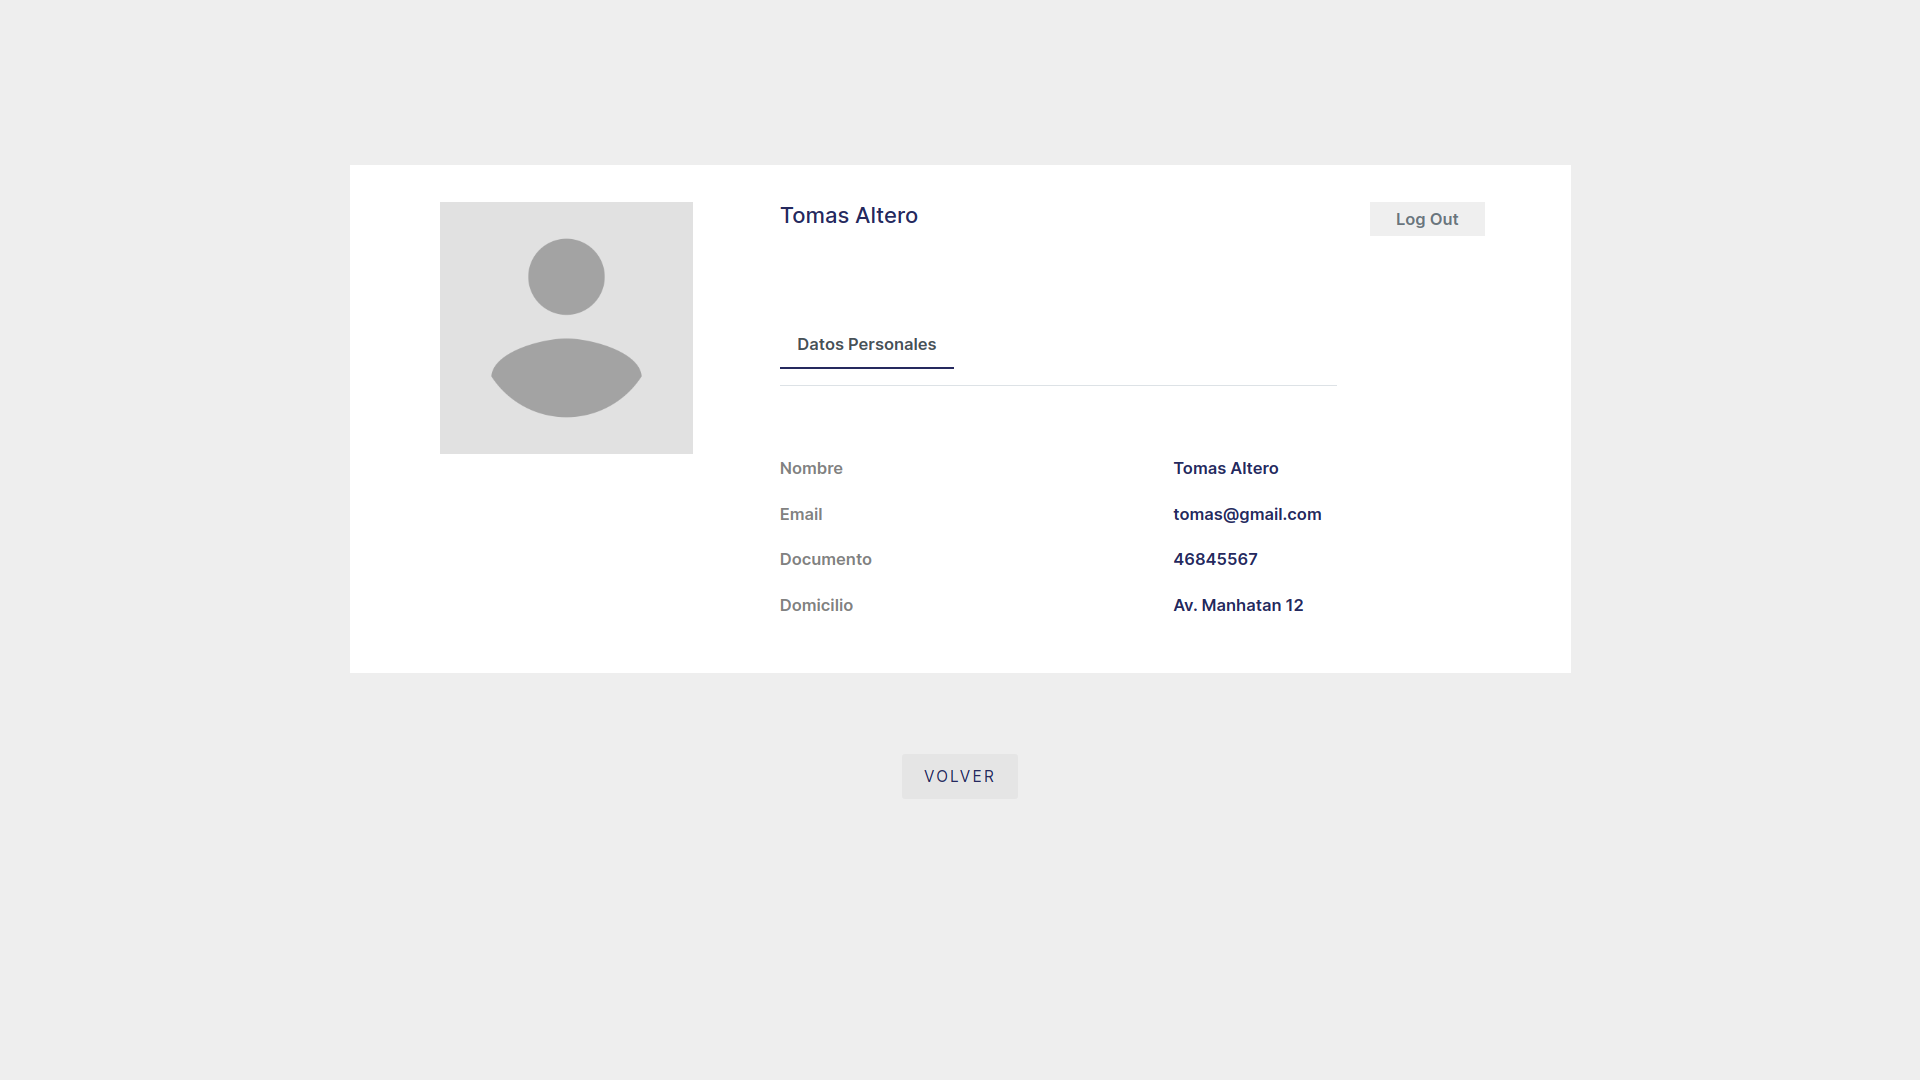 Tomas Altero
Log Out
Datos Personales
Nombre Tomas Altero
Email tomas@gmail.com
Documento 46845567
Domicilio Av. Manhatan 12
VOLVER